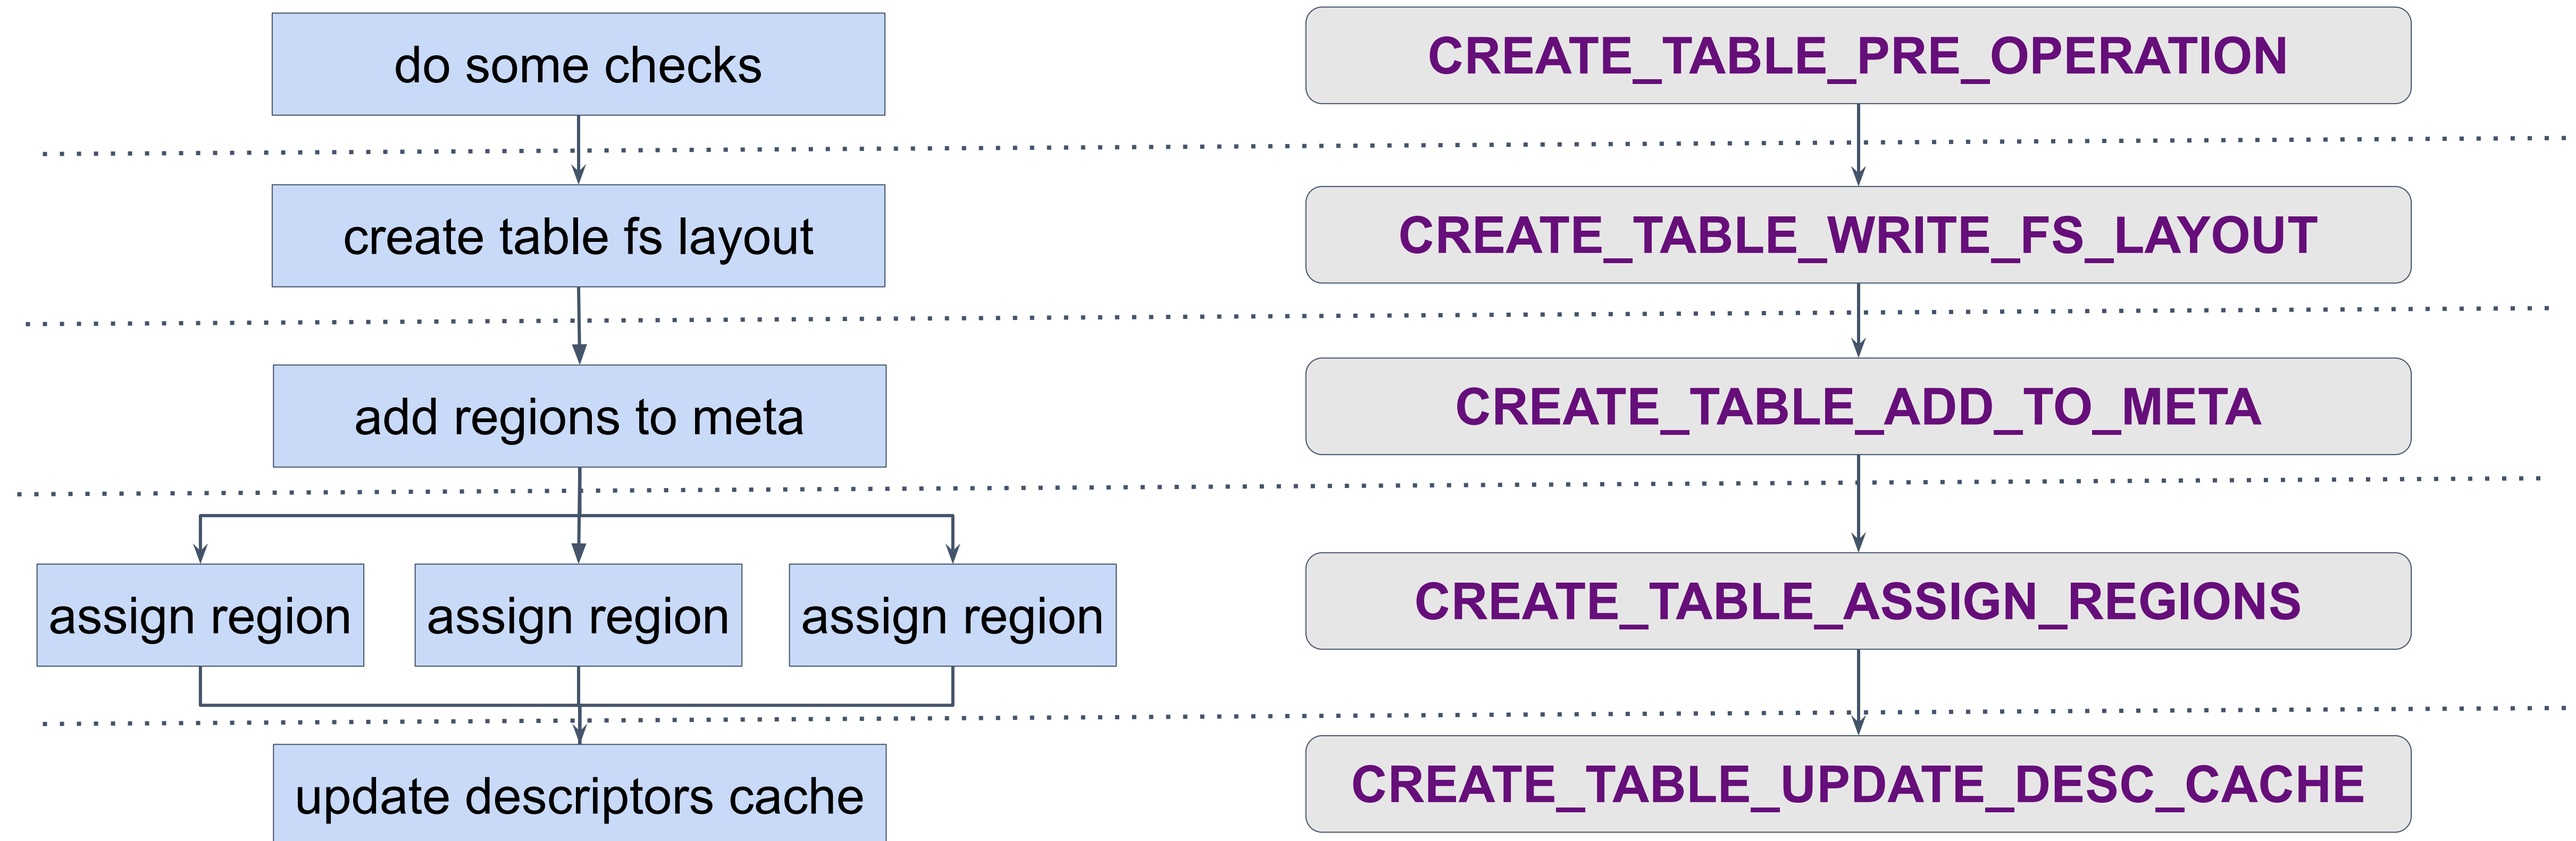 do some checks
CREATE_TABLE_PRE_OPERATION
create table fs layout
CREATE_TABLE_WRITE_FS_LAYOUT
add regions to meta
CREATE_TABLE_ADD_TO_META
assign region
assign region
assign region
CREATE_TABLE_ASSIGN_REGIONS
update descriptors cache
CREATE_TABLE_UPDATE_DESC_CACHE